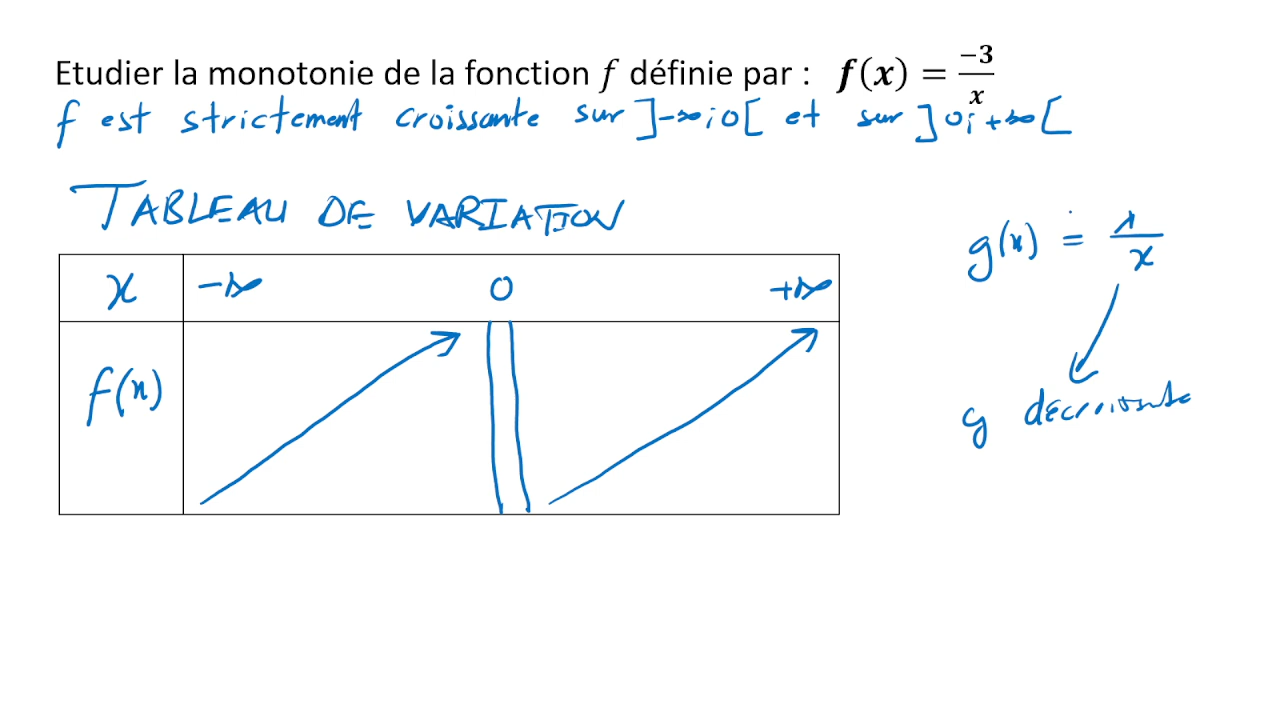 Etudier la monotonie de la fonction f définie par : f(x) = -3/x
f est strictement croissante sur ]-∞; 0[ et sur ]0; +∞[
TABLEAU DE VARIATION
x -∞ 0 +∞
f(x)
g(x) = 1/x
g décroissante